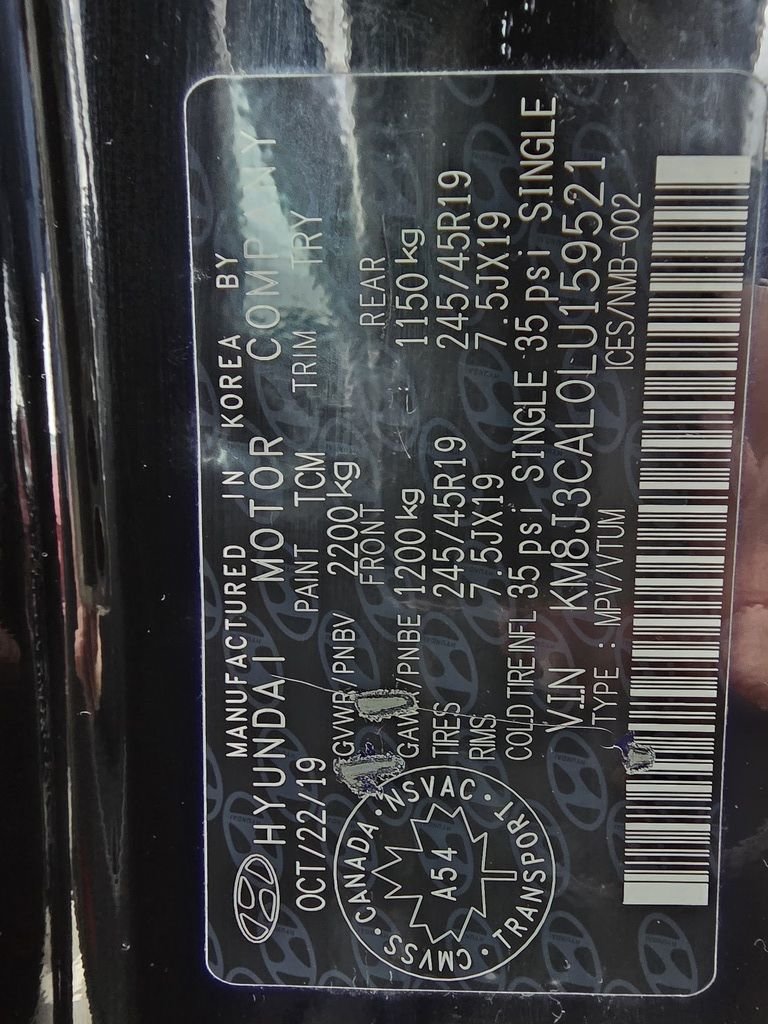 MANUFACTURED IN KOREA BY
HYUNDAI MOTOR COMPANY
OCT/22/19 PAINT TCM TRIM TRY
GVWR/PNBV 2200 kg
FRONT REAR
GAWR/PNBE 1200 kg 1150 kg
TIRES 245/45R19 245/45R19
RIMS 7.5JX19 7.5JX19
COLD TIRE INFL 35 psi SINGLE 35 psi SINGLE
VIN KM8J3CAL0LU159521
TYPE : MPV/VTUM ICES/NMB-002
CANADA · NSVAC · TRANSPORT · CMVSS ·
A54